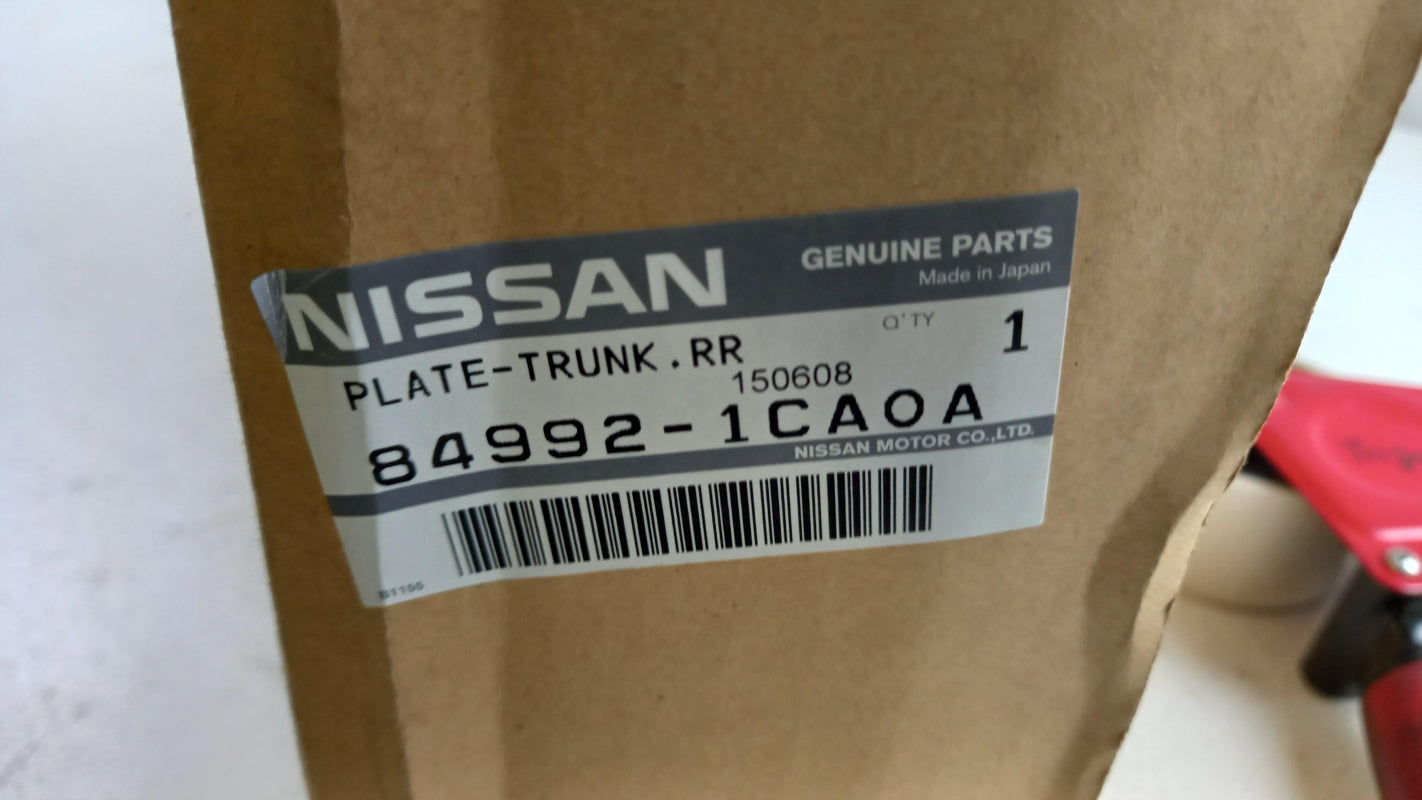 NISSAN
GENUINE PARTS
Made in Japan
Q'TY 1
PLATE-TRUNK.RR
150608
84992-1CA0A
NISSAN MOTOR CO.,LTD.